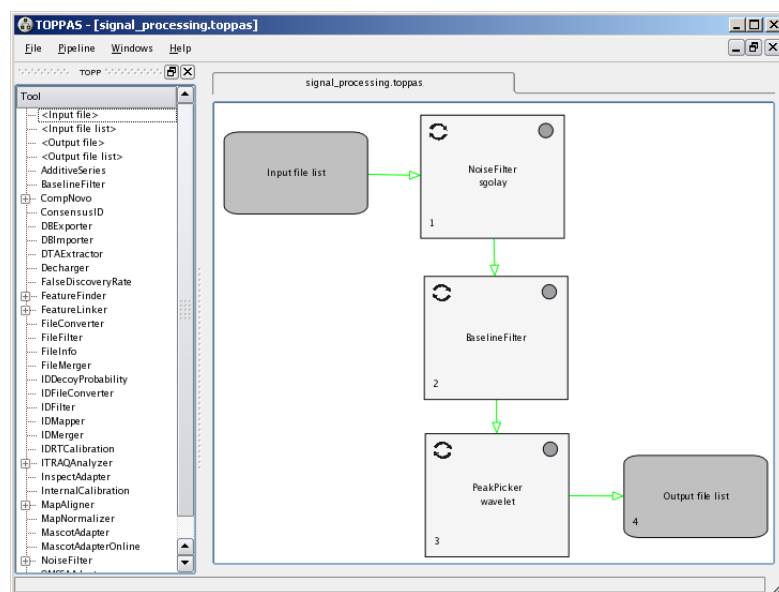 TOPPAS - [signal_processing.toppas]
File Pipeline Windows Help
TOPP
signal_processing.toppas
Tool
<Input file>
<Input file list>
<Output file>
<Output file list>
AdditiveSeries
BaselineFilter
CompNovo
ConsensusID
DBExporter
DBImporter
DTAExtractor
Decharger
FalseDiscoveryRate
FeatureFinder
FeatureLinker
FileConverter
FileFilter
FileInfo
FileMerger
IDDecoyProbability
IDFileConverter
IDFilter
IDMapper
IDMerger
IDRTCalibration
ITRAQAnalyzer
InspectAdapter
InternalCalibration
MapAligner
MapNormalizer
MascotAdapter
MascotAdapterOnline
NoiseFilter
Input file list
NoiseFilter
sgolay
1
BaselineFilter
2
PeakPicker
wavelet
3
Output file list
4